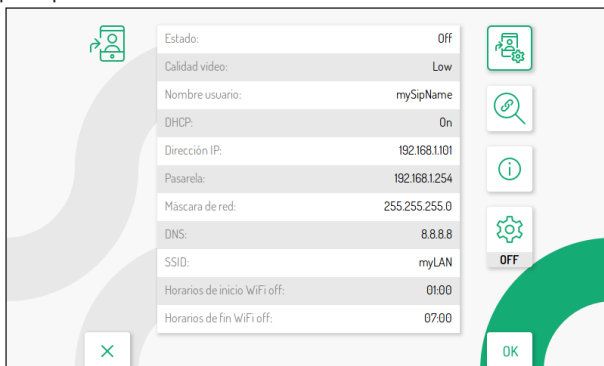 Estado: Off
Calidad video: Low
Nombre usuario: mySipName
DHCP: On
Dirección IP: 192.168.1.101
Pasarela: 192.168.1.254
Máscara de red: 255.255.255.0
DNS: 8.8.8.8
SSID: myLAN
Horarios de inicio WiFi off: 01:00
Horarios de fin WiFi off: 07:00
OFF
OK